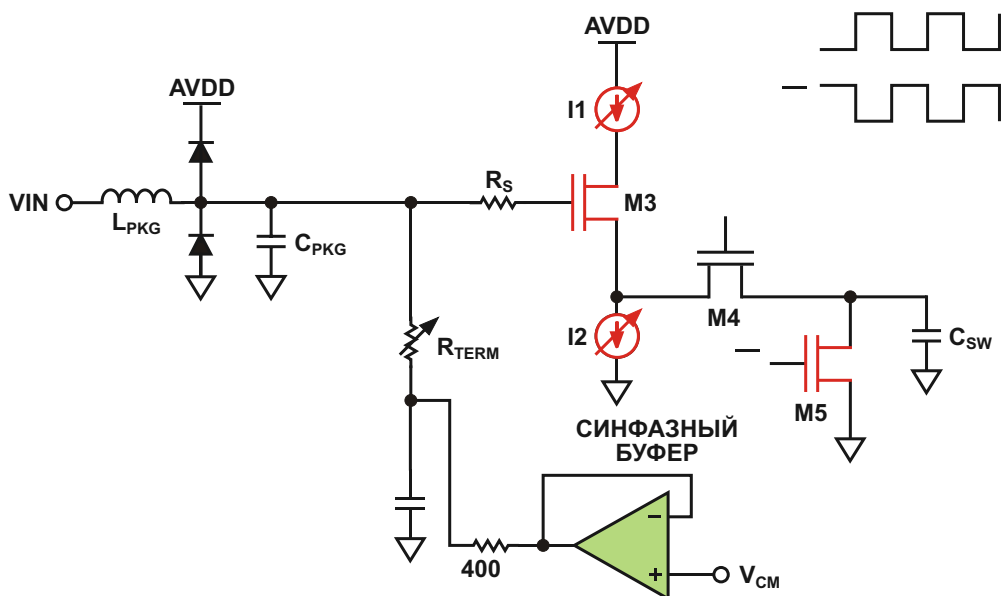 AVDD
I1
AVDD
VIN
LPKG
CPKG
RS
M3
M4
I2
RTERM
CSW
M5
СИНФАЗНЫЙ
БУФЕР
400
VCM